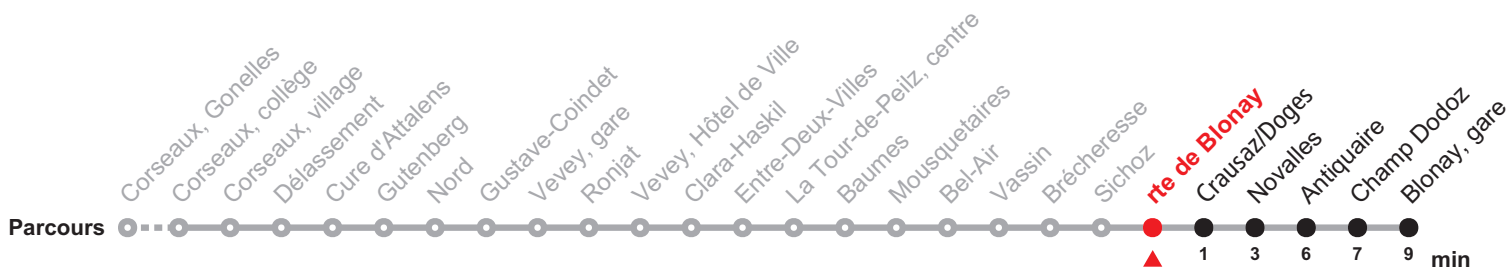 Parcours
Corseaux, Gonelles
Corseaux, collège
Corseaux, village
Délassement
Cure d'Attalens
Gutenberg
Nord
Gustave-Coindet
Vevey, gare
Ronjat
Vevey, Hôtel de Ville
Clara-Haskil
Entre-Deux-Villes
La Tour-de-Peilz, centre
Baumes
Mousquetaires
Bel-Air
Vassin
Brécheresse
Sichoz
rte de Blonay
Crausaz/Doges
Novalles
Antiquaire
Champ Dodoz
Blonay, gare
1 3 6 7 9 min